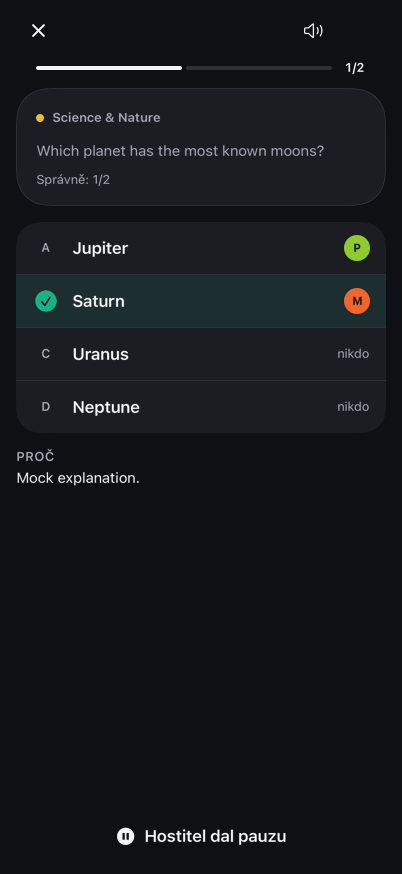 1/2
Science & Nature
Which planet has the most known moons?
Správně: 1/2
A Jupiter P
Saturn M
C Uranus nikdo
D Neptune nikdo
PROČ
Mock explanation.
Hostitel dal pauzu